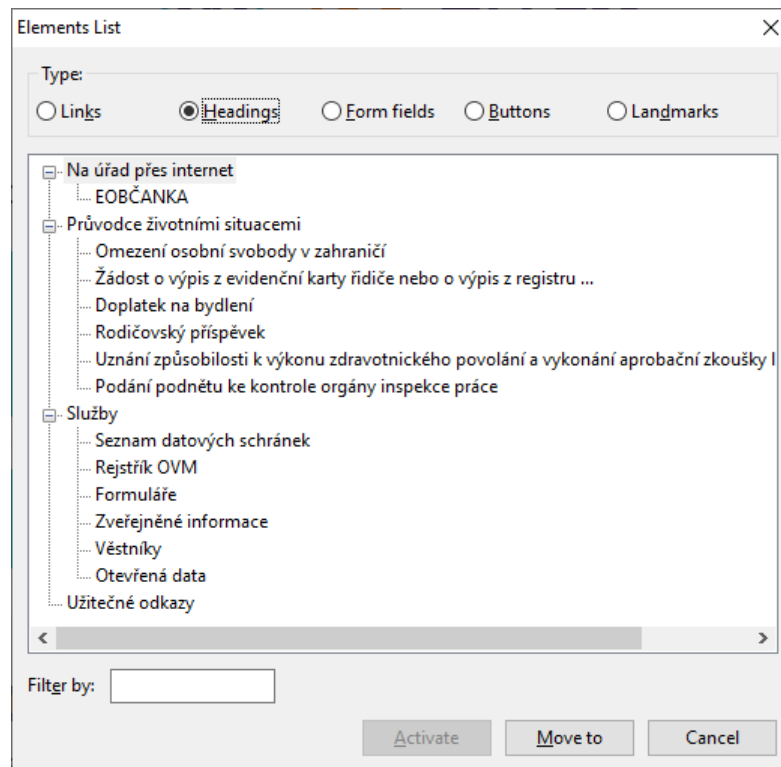 Elements List
Type:
Links Headings Form fields Buttons Landmarks
Na úřad přes internet
EOBČANKA
Průvodce životními situacemi
Omezení osobní svobody v zahraničí
Žádost o výpis z evidenční karty řidiče nebo o výpis z registru ...
Doplatek na bydlení
Rodičovský příspěvek
Uznání způsobilosti k výkonu zdravotnického povolání a vykonání aprobační zkoušky l
Podání podnětu ke kontrole orgány inspekce práce
Služby
Seznam datových schránek
Rejstřík OVM
Formuláře
Zveřejněné informace
Věstníky
Otevřená data
Užitečné odkazy
Filter by:
Activate Move to Cancel